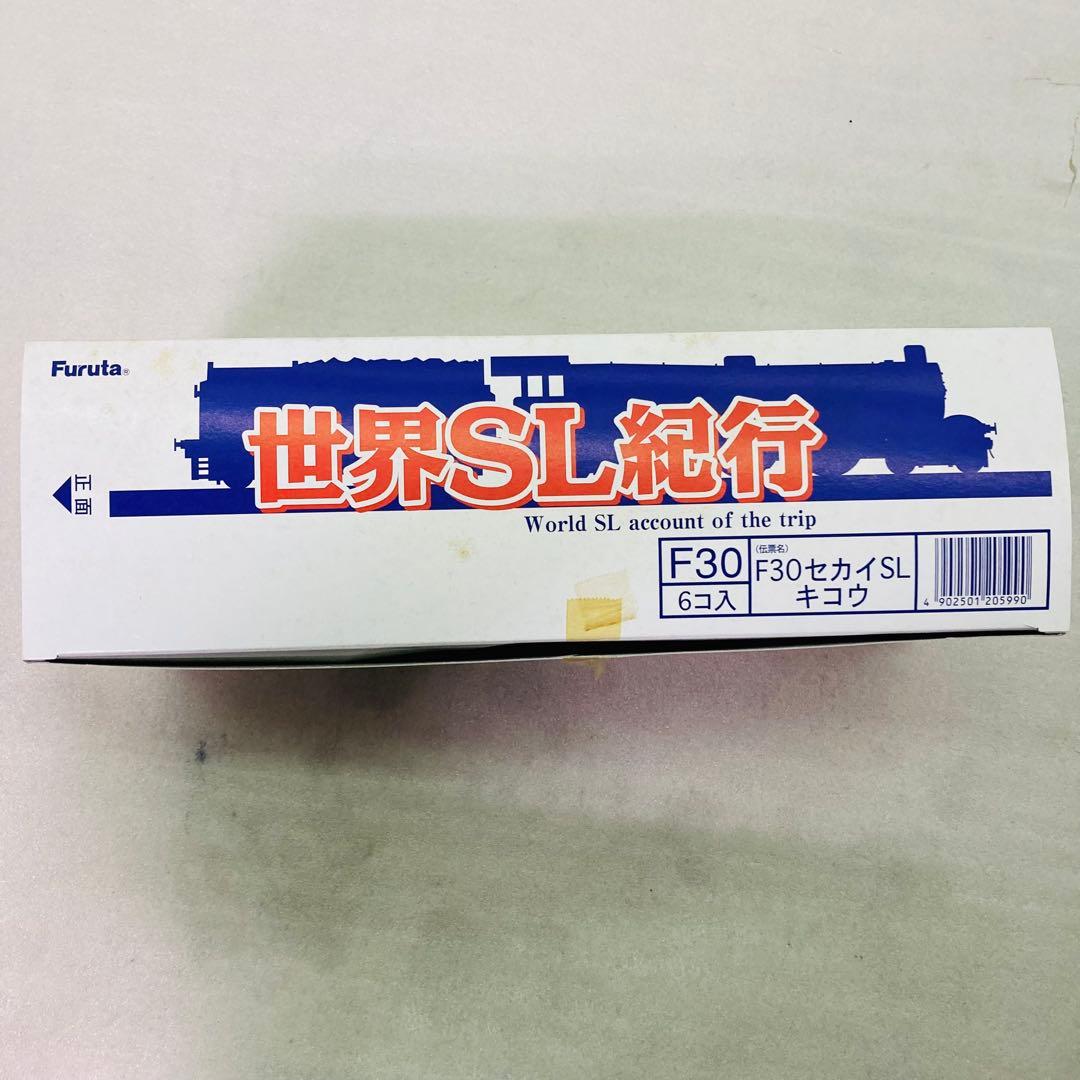 Furuta®
正面
世界SL紀行
World SL account of the trip
F30
6コ入
(伝票名)
F30セカイSL
キコウ
4 902501 205990